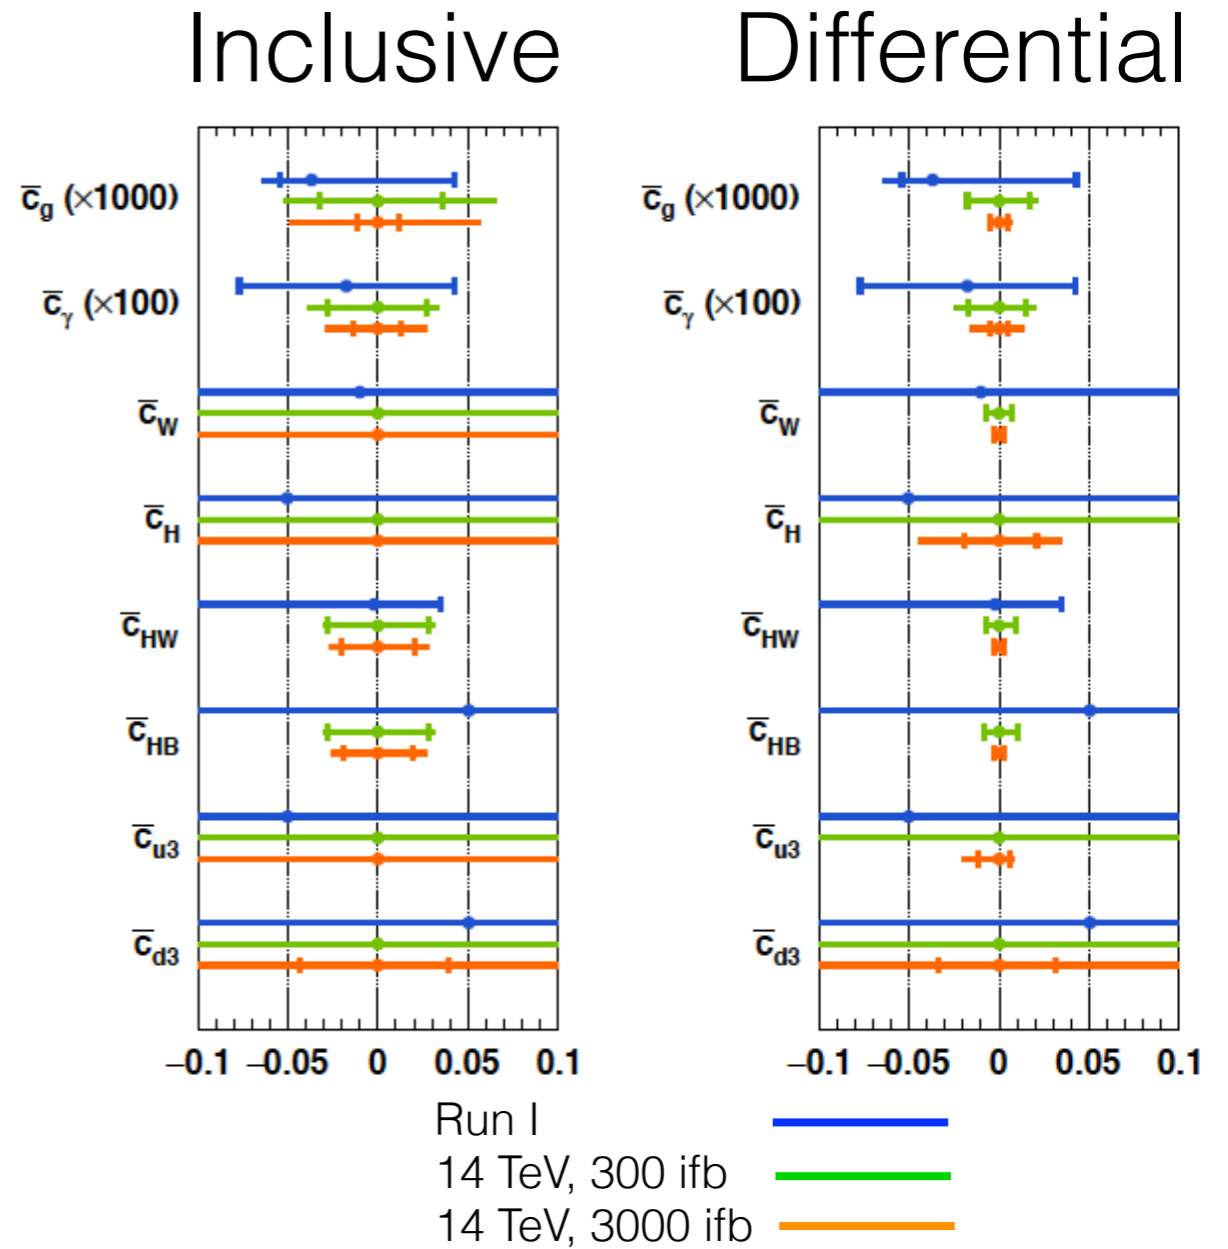 Inclusive
Differential
c̄g (×1000)
c̄γ (×100)
c̄W
c̄H
c̄HW
c̄HB
c̄u3
c̄d3
−0.1 −0.05 0 0.05 0.1
c̄g (×1000)
c̄γ (×100)
c̄W
c̄H
c̄HW
c̄HB
c̄u3
c̄d3
−0.1 −0.05 0 0.05 0.1
Run I
14 TeV, 300 ifb
14 TeV, 3000 ifb